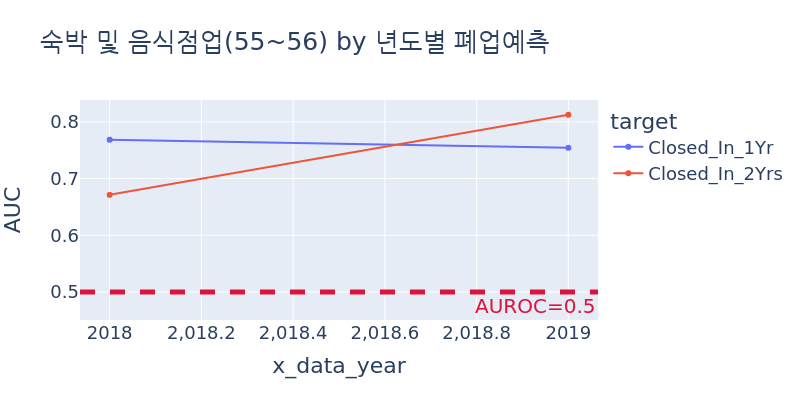 숙박 및 음식점업(55~56) by 년도별 폐업예측
AUC
0.8
0.7
0.6
0.5
AUROC=0.5
2018 2,018.2 2,018.4 2,018.6 2,018.8 2019
x_data_year
target
Closed_In_1Yr
Closed_In_2Yrs